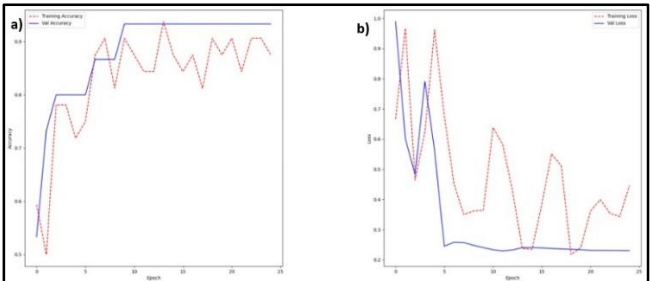 a)
Training Accuracy
Val Accuracy
0.9
0.8
0.7
0.6
0.5
Accuracy
0 5 10 15 20 25
Epoch
b)
Training Loss
Val Loss
1.0
0.9
0.8
0.7
0.6
0.5
0.4
0.3
0.2
Loss
0 5 10 15 20 25
Epoch